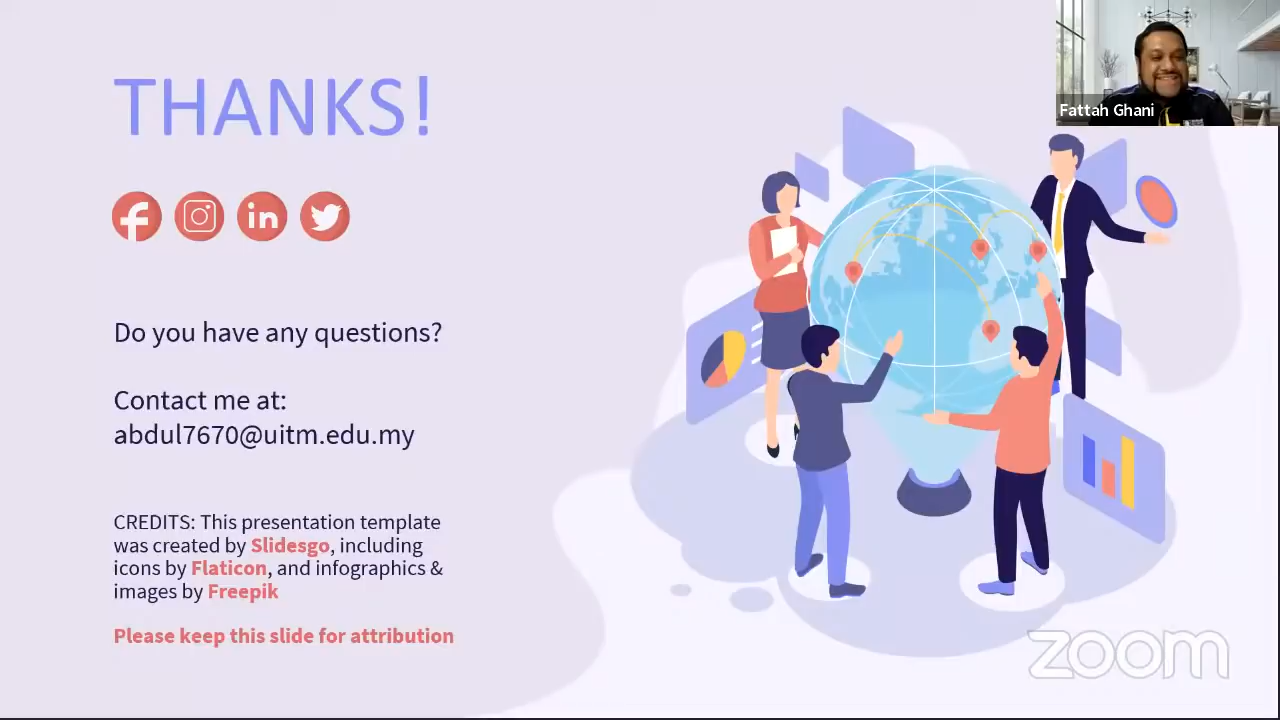 THANKS!
Fattah Ghani
Do you have any questions?
Contact me at:
abdul7670@uitm.edu.my
CREDITS: This presentation template
was created by Slidesgo, including
icons by Flaticon, and infographics &
images by Freepik
Please keep this slide for attribution
zoom